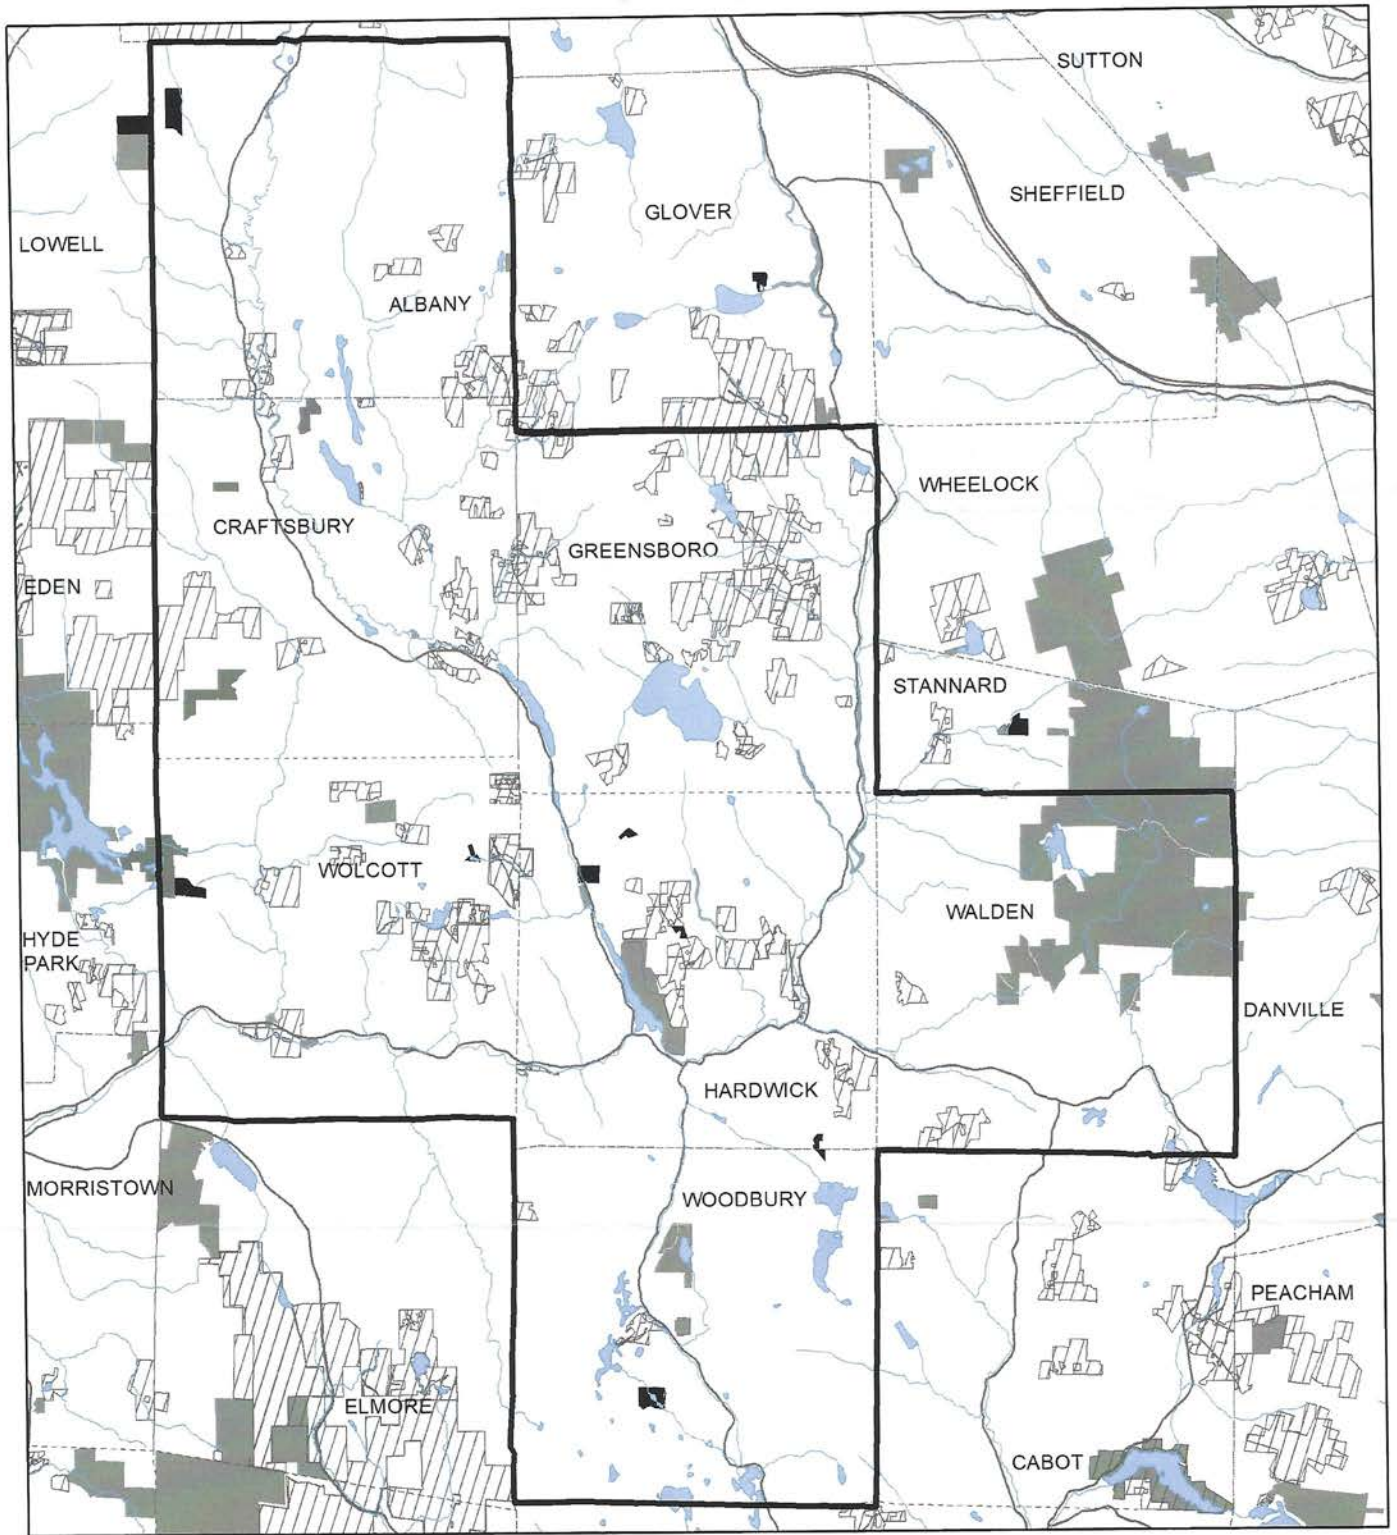 SUTTON
SHEFFIELD
GLOVER
LOWELL
ALBANY
WHEELOCK
CRAFTSBURY
GREENSBORO
EDEN
STANNARD
WOLCOTT
WALDEN
HYDE
PARK
DANVILLE
HARDWICK
MORRISTOWN
WOODBURY
PEACHAM
ELMORE
CABOT